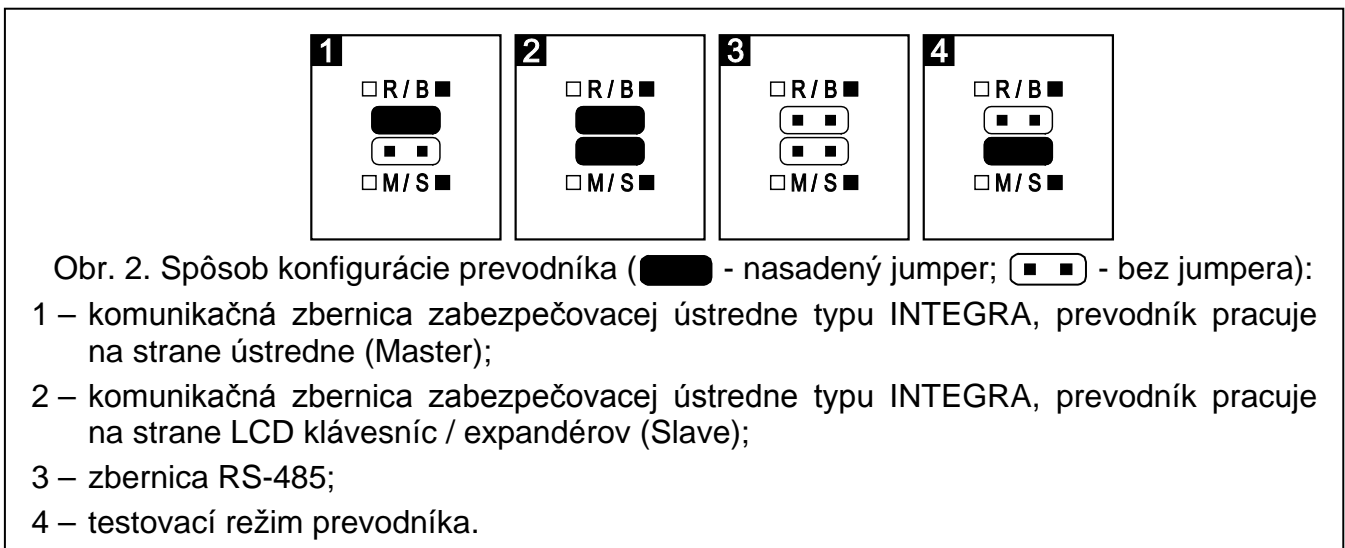 1 2 3 4
□ R / B ■ □ R / B ■ □ R / B ■ □ R / B ■
□ M / S ■ □ M / S ■ □ M / S ■ □ M / S ■
Obr. 2. Spôsob konfigurácie prevodníka ( - nasadený jumper; - bez jumpera):
1 – komunikačná zbernica zabezpečovacej ústredne typu INTEGRA, prevodník pracuje
na strane ústredne (Master);
2 – komunikačná zbernica zabezpečovacej ústredne typu INTEGRA, prevodník pracuje
na strane LCD klávesníc / expandérov (Slave);
3 – zbernica RS-485;
4 – testovací režim prevodníka.